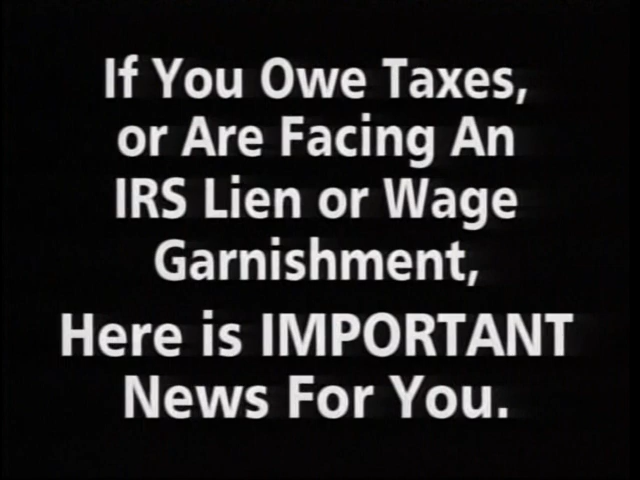 If You Owe Taxes,
or Are Facing An
IRS Lien or Wage
Garnishment,
Here is IMPORTANT
News For You.